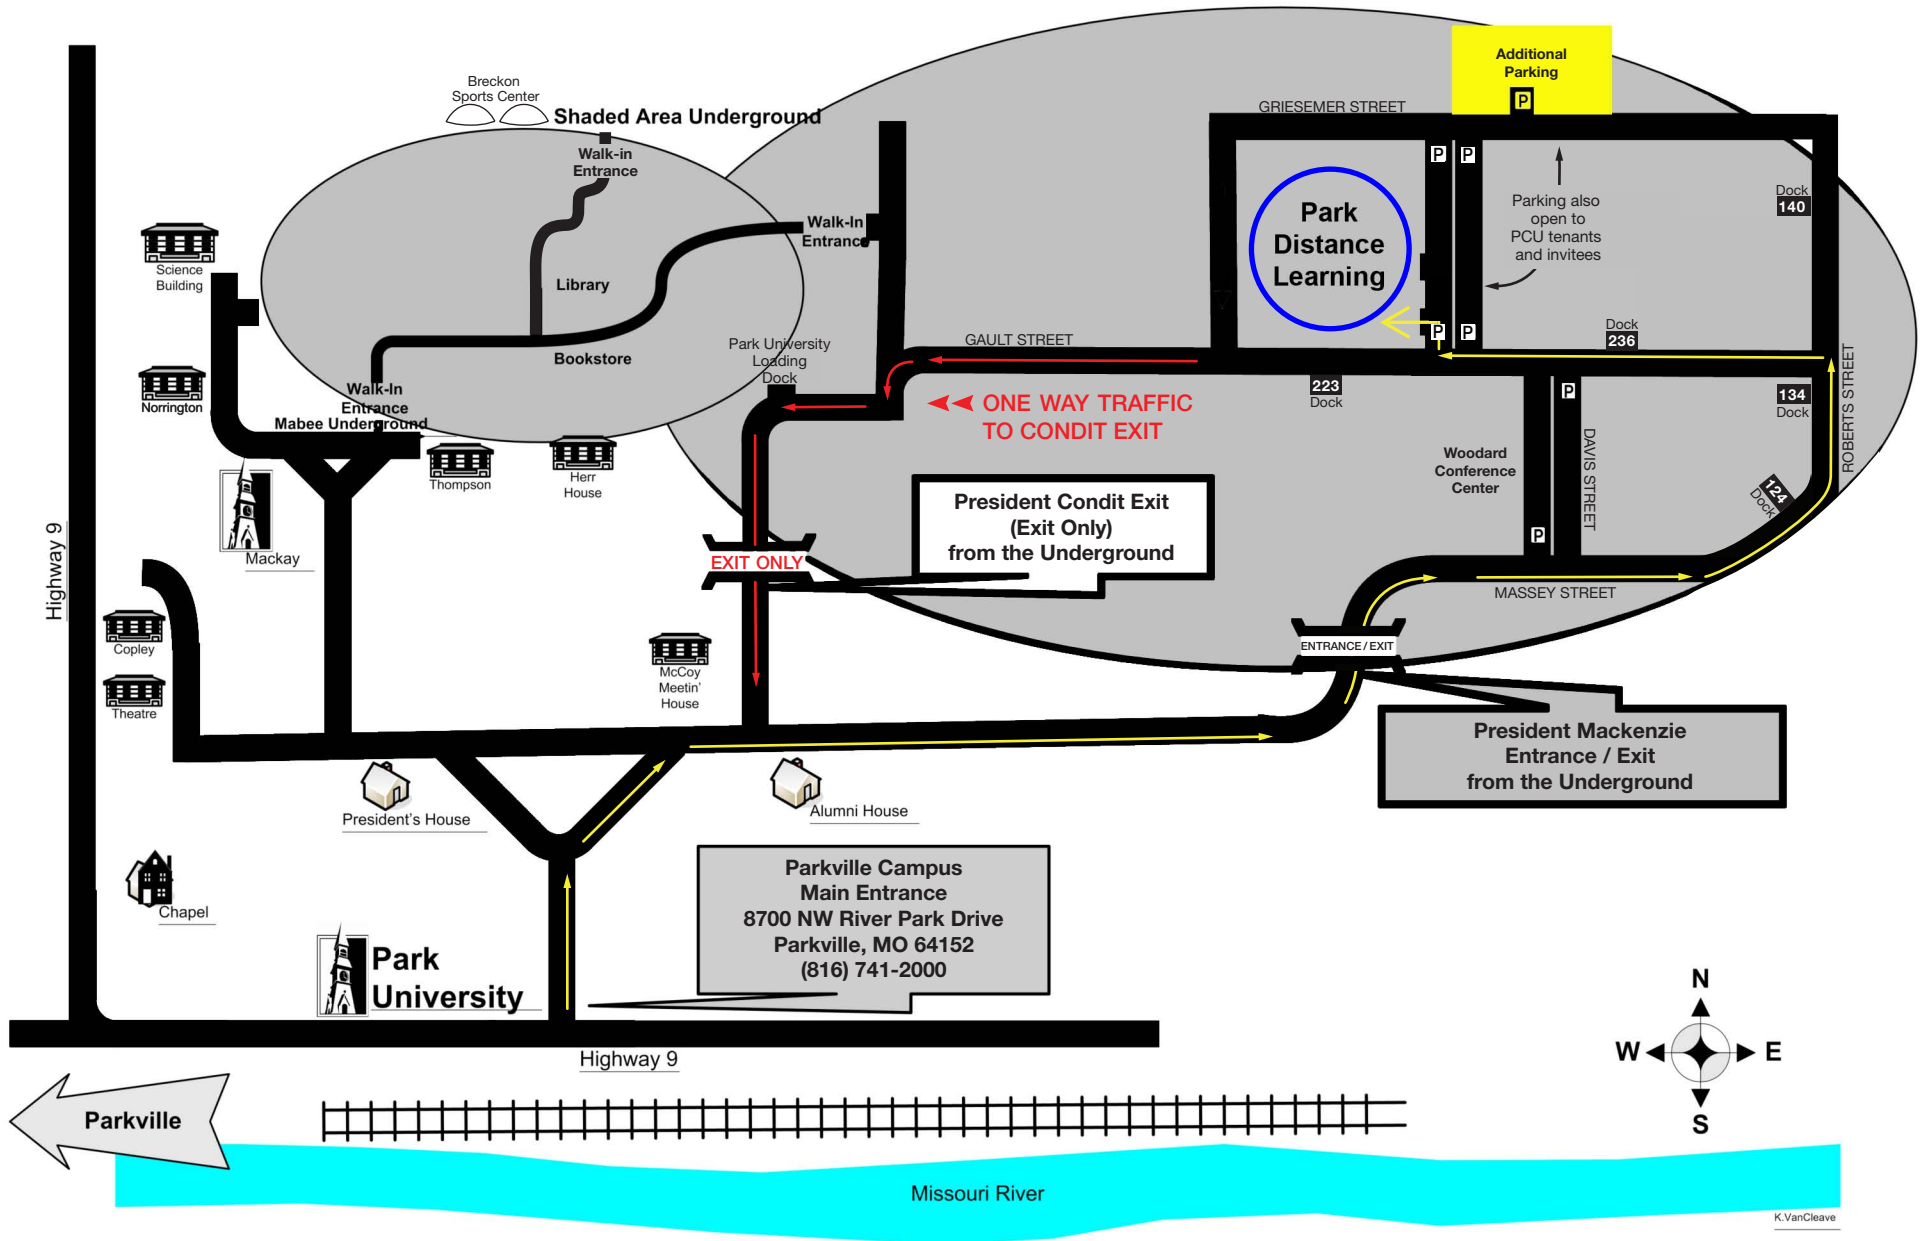 Breckon
Sports Center
Shaded Area Underground
Walk-in
Entrance
Walk-In
Entrance
Library
Bookstore
Walk-In
Entrance
Mabee Underground
Science
Building
Norrington
Mackay
Thompson
Herr
House
Park University
Loading
Dock
GAULT STREET
GRIESEMER STREET
Additional
Parking
P
P
P
Park
Distance
Learning
Parking also
open to
PCU tenants
and invitees
Dock
140
P
P
Dock
236
223
Dock
134
Dock
ROBERTS STREET
ONE WAY TRAFFIC
TO CONDIT EXIT
P
Woodard
Conference
Center
DAVIS STREET
124
Dock
P
President Condit Exit
(Exit Only)
from the Underground
EXIT ONLY
MASSEY STREET
ENTRANCE / EXIT
President Mackenzie
Entrance / Exit
from the Underground
Highway 9
Copley
Theatre
McCoy
Meetin'
House
President's House
Alumni House
Chapel
Park
University
Parkville Campus
Main Entrance
8700 NW River Park Drive
Parkville, MO 64152
(816) 741-2000
Highway 9
N
W
E
S
Parkville
Missouri River
K.VanCleave